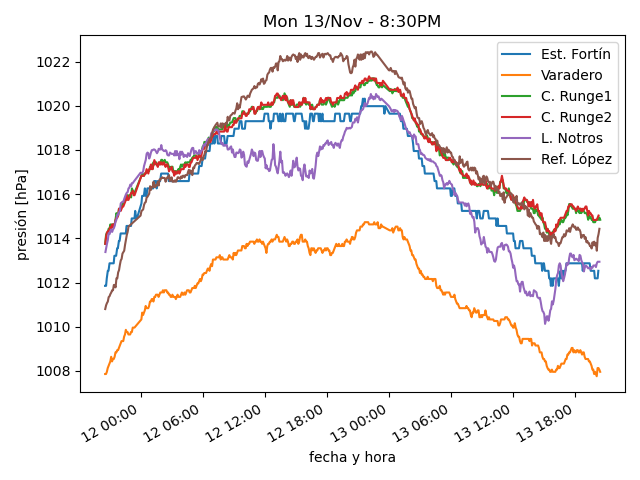 Mon 13/Nov - 8:30PM
presión [hPa]
1022
1020
1018
1016
1014
1012
1010
1008
Est. Fortín
Varadero
C. Runge1
C. Runge2
L. Notros
Ref. López
12 00:00
12 06:00
12 12:00
12 18:00
13 00:00
13 06:00
13 12:00
13 18:00
fecha y hora